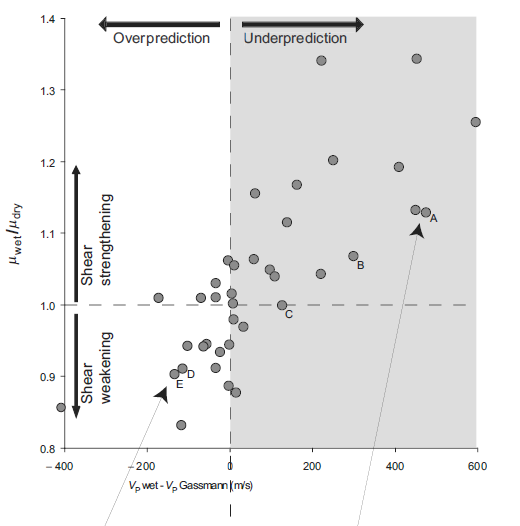 1.4
Overprediction
Underprediction
1.3
1.2
1.1
1.0
0.9
0.8
μwet/μdry
Shear
strengthening
Shear
weakening
A
B
C
D
E
–400
–200
0
200
400
600
VP wet - VP Gassmann (m/s)